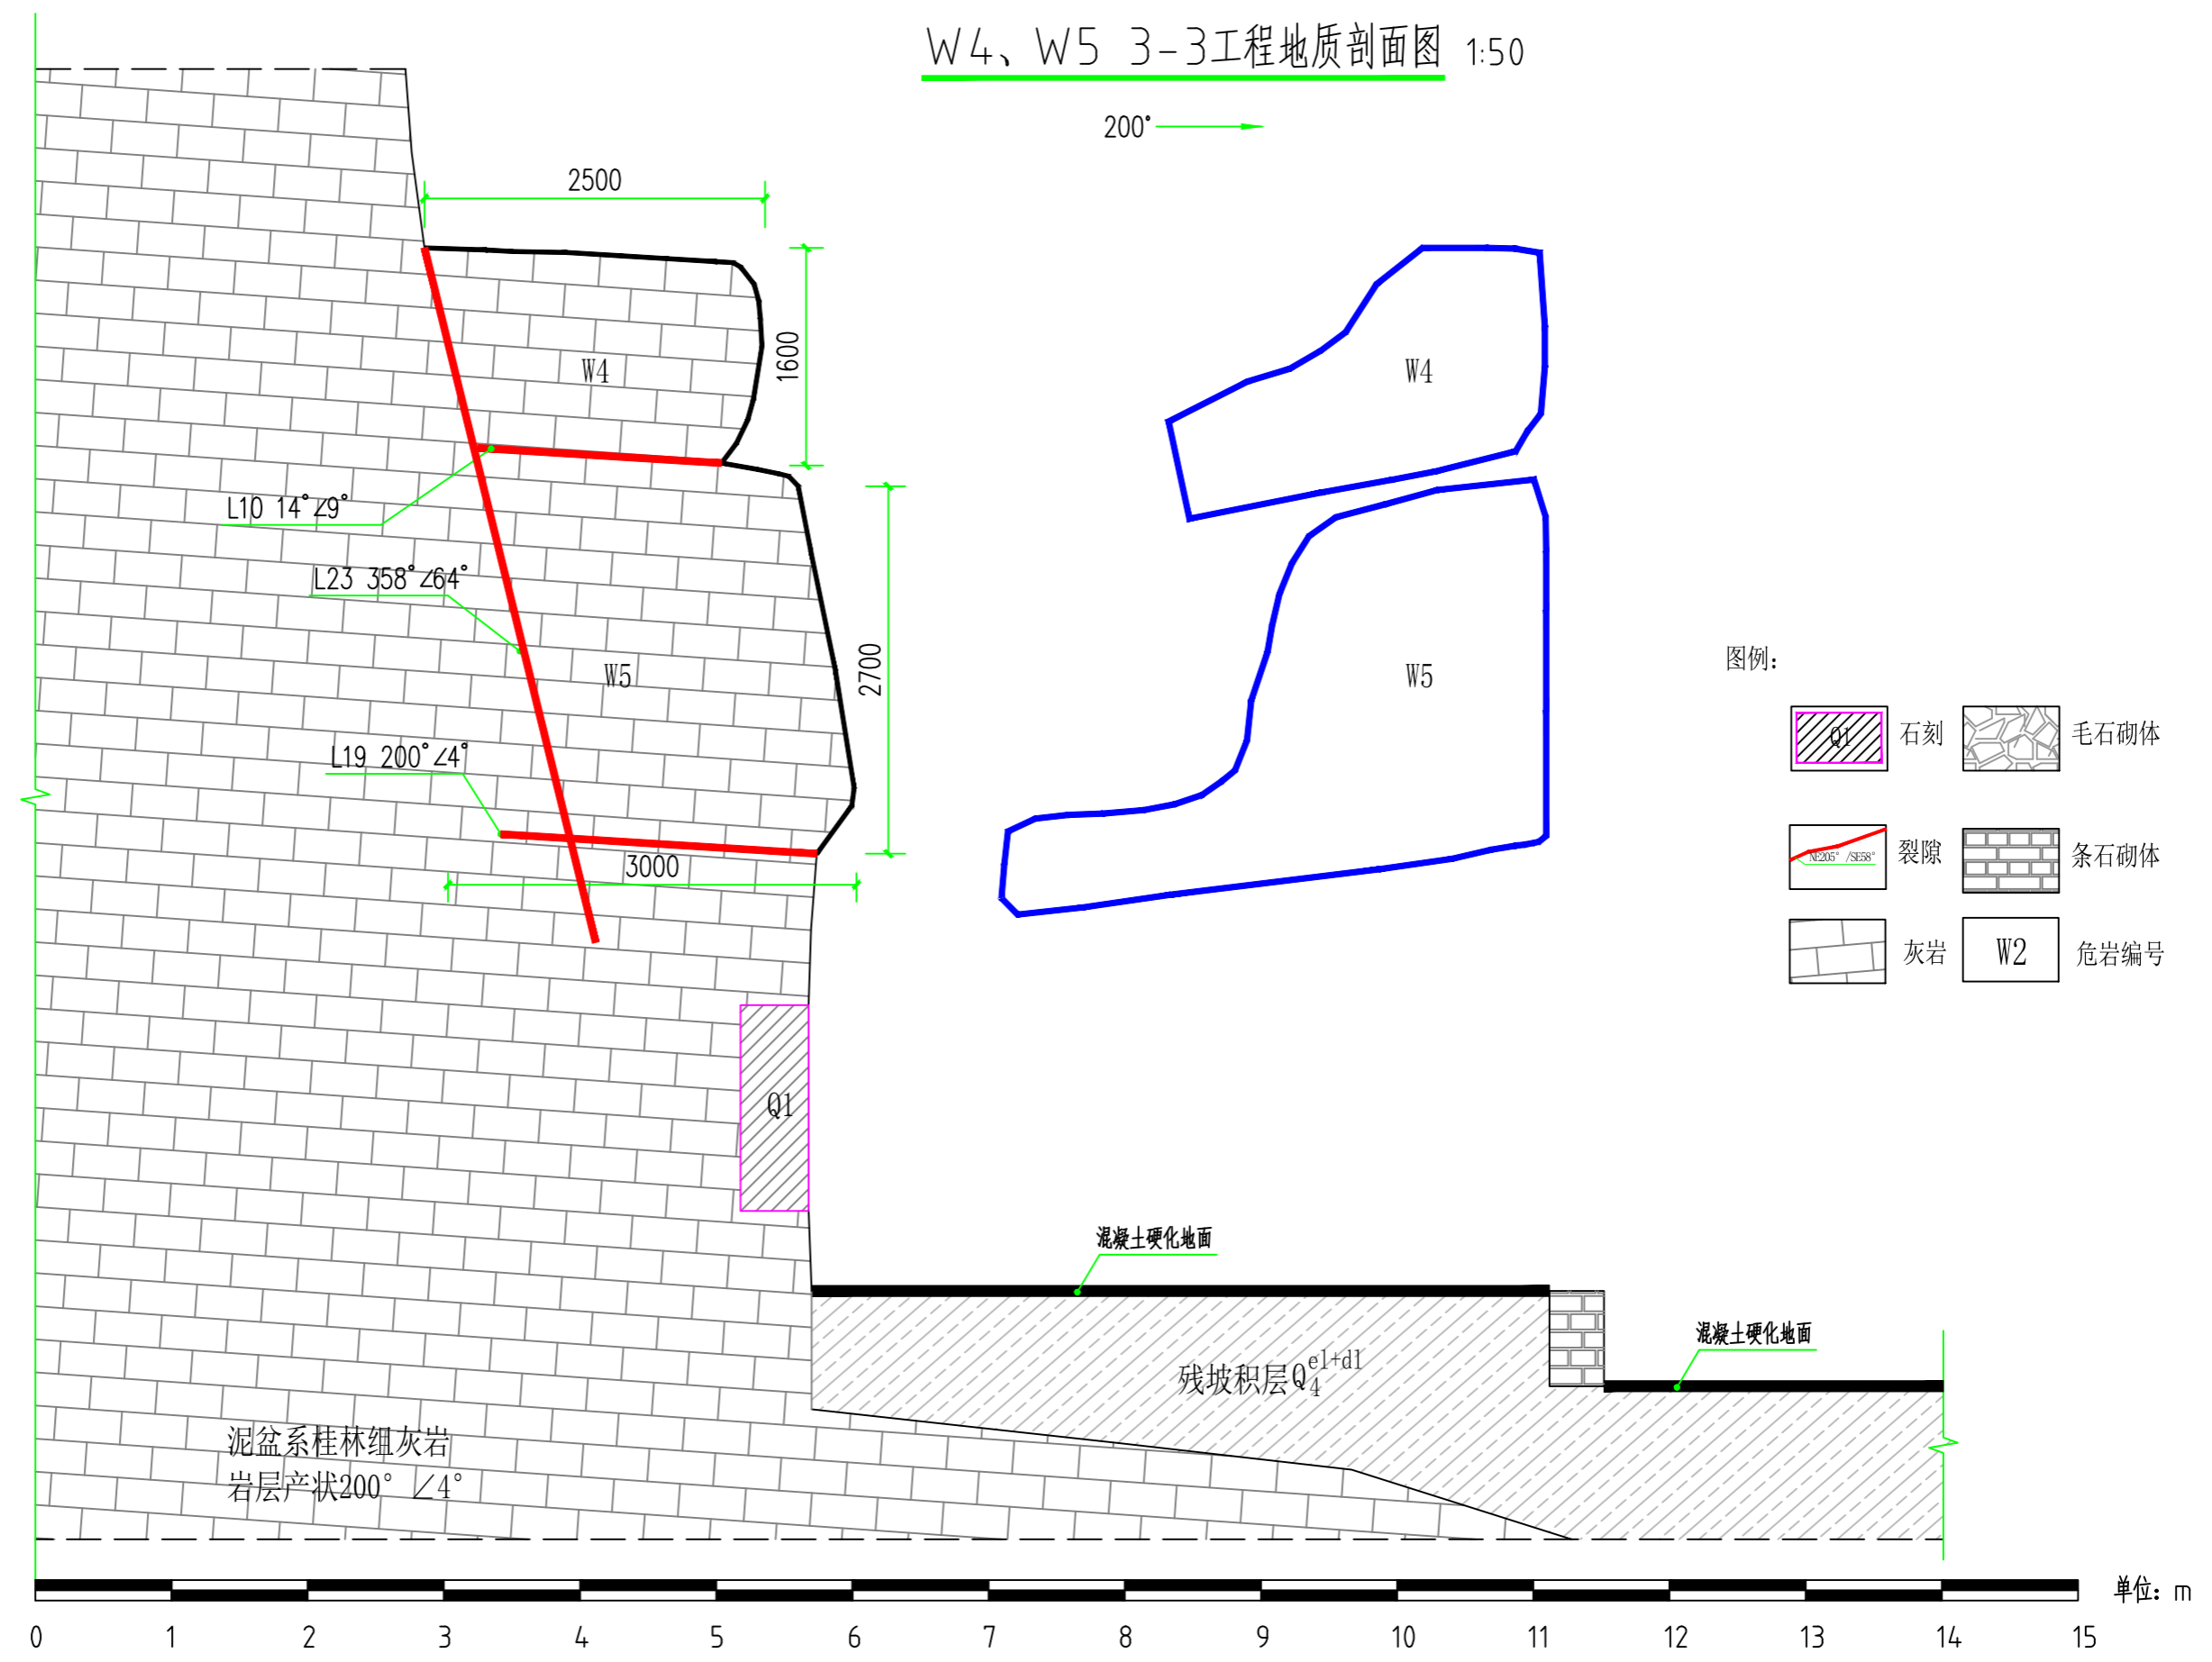 W4、W5 3-3工程地质剖面图 1:50
200°
2500
1600
W4
W4
L10 14°∠9°
L23 358°∠64°
W5
2700
W5
图例：
L19 200°∠4°
3000
Q1 石刻
毛石砌体
NE205°/SE58° 裂隙
条石砌体
灰岩
W2 危岩编号
Q1
混凝土硬化地面
混凝土硬化地面
残坡积层Q4 el+dl
泥盆系桂林组灰岩
岩层产状200° ∠4°
单位：m
0 1 2 3 4 5 6 7 8 9 10 11 12 13 14 15